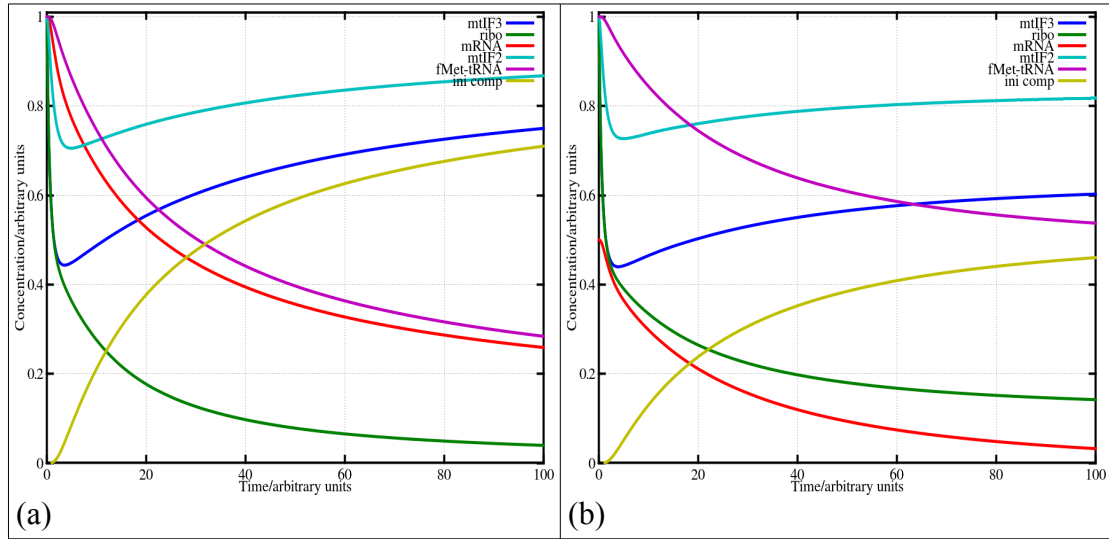 1
0.8
0.6
0.4
0.2
0
0
20
40
60
80
100
Concentration/arbitrary units
Time/arbitrary units
mtIF3
ribo
mRNA
mtIF2
fMet-tRNA
ini comp
(a)
1
0.8
0.6
0.4
0.2
0
0
20
40
60
80
100
Concentration/arbitrary units
Time/arbitrary units
mtIF3
ribo
mRNA
mtIF2
fMet-tRNA
ini comp
(b)